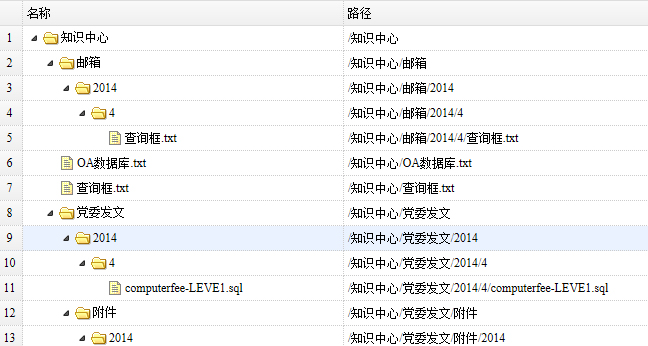 名称 路径
1 知识中心 /知识中心
2 邮箱 /知识中心/邮箱
3 2014 /知识中心/邮箱/2014
4 4 /知识中心/邮箱/2014/4
5 查询框.txt /知识中心/邮箱/2014/4/查询框.txt
6 OA数据库.txt /知识中心/OA数据库.txt
7 查询框.txt /知识中心/查询框.txt
8 党委发文 /知识中心/党委发文
9 2014 /知识中心/党委发文/2014
10 4 /知识中心/党委发文/2014/4
11 computerfee-LEVE1.sql /知识中心/党委发文/2014/4/computerfee-LEVE1.sql
12 附件 /知识中心/党委发文/附件
13 2014 /知识中心/党委发文/附件/2014